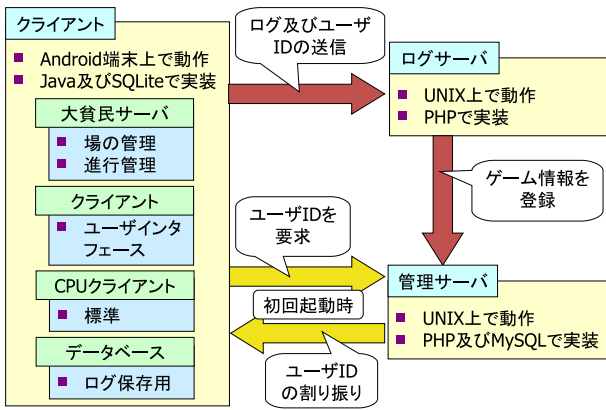 クライアント
■ Android端末上で動作
■ Java及びSQLiteで実装
大貧民サーバ
■ 場の管理
■ 進行管理
クライアント
■ ユーザインタ
フェース
CPUクライアント
■ 標準
データベース
■ ログ保存用
ログ及びユーザ
IDの送信
ログサーバ
■ UNIX上で動作
■ PHPで実装
ゲーム情報を
登録
ユーザIDを
要求
初回起動時
ユーザID
の割り振り
管理サーバ
■ UNIX上で動作
■ PHP及びMySQLで実装